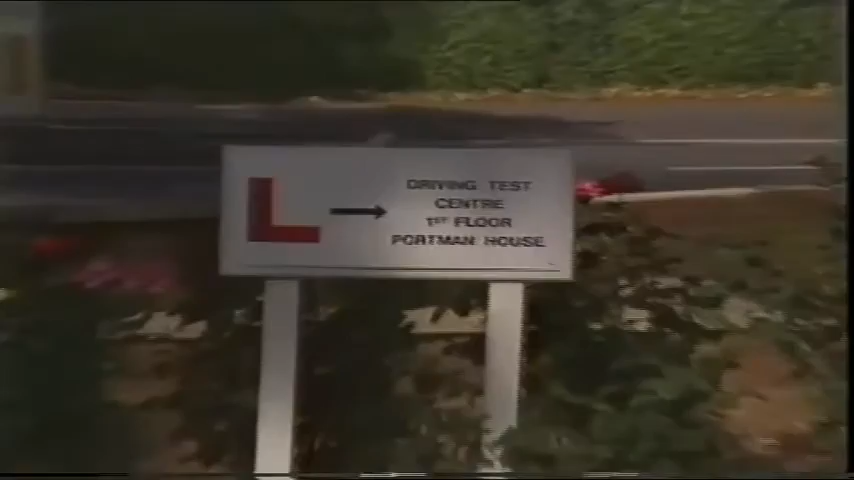 L → DRIVING TEST
CENTRE
1ST FLOOR
PORTMAN HOUSE